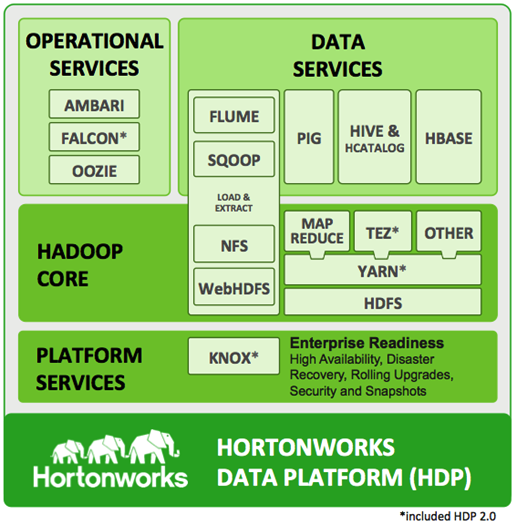 OPERATIONAL
SERVICES
AMBARI
FALCON*
OOZIE
DATA
SERVICES
FLUME
SQOOP
LOAD &
EXTRACT
NFS
WebHDFS
PIG
HIVE &
HCATALOG
HBASE
HADOOP
CORE
MAP
REDUCE
TEZ*
OTHER
YARN*
HDFS
PLATFORM
SERVICES
KNOX*
Enterprise Readiness
High Availability, Disaster
Recovery, Rolling Upgrades,
Security and Snapshots
Hortonworks
HORTONWORKS
DATA PLATFORM (HDP)
*included HDP 2.0